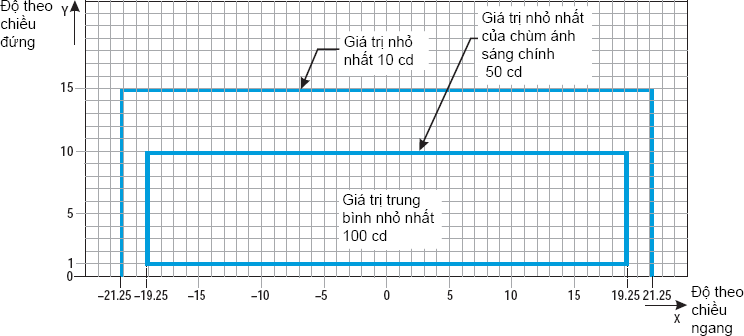 Độ theo
chiều
đứng
Y
Giá trị nhỏ
nhất 10 cd
Giá trị nhỏ nhất
của chùm ánh
sáng chính
50 cd
15
10
5
1
0
Giá trị trung
bình nhỏ nhất
100 cd
−21.25 −19.25 −15 −10 −5 0 5 10 15 19.25 21.25
X
Độ theo
chiều
ngang